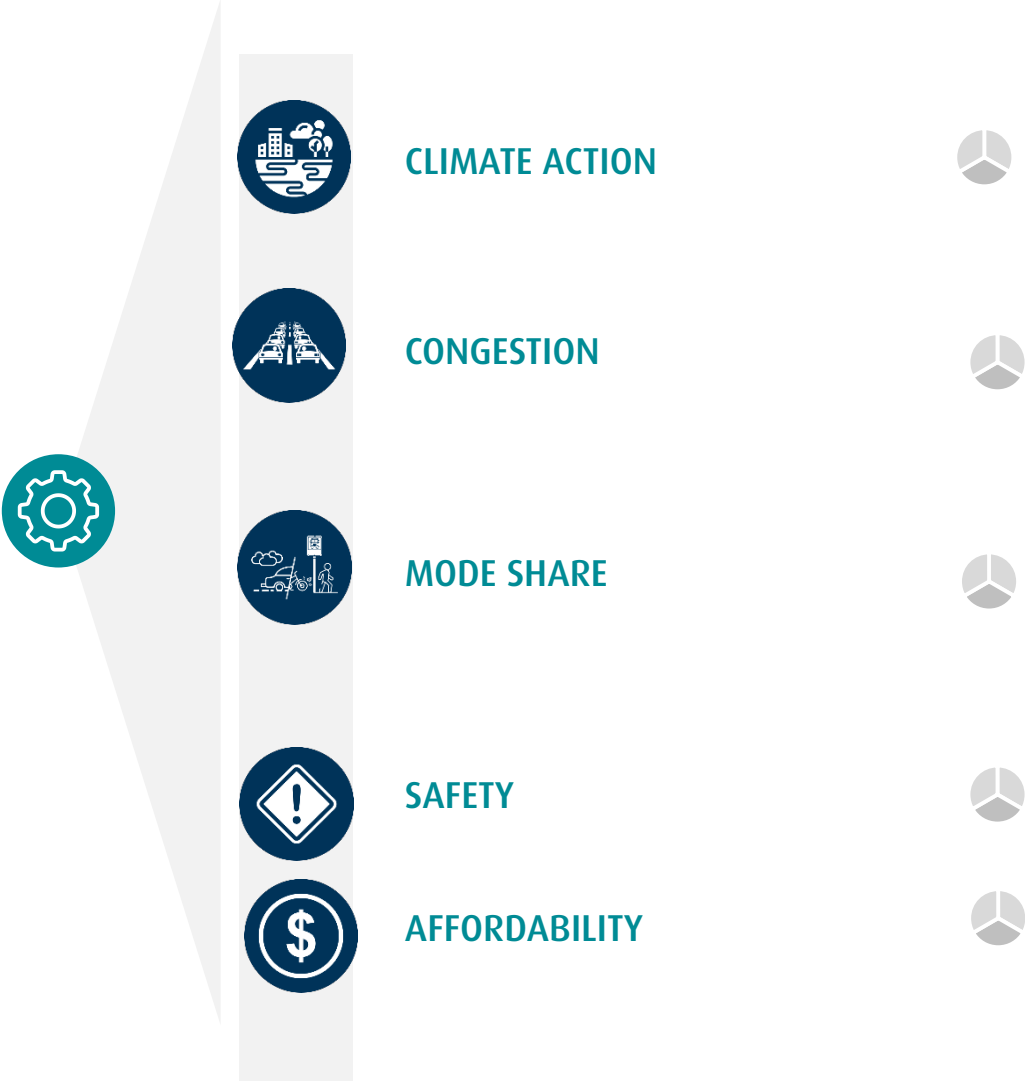 CLIMATE ACTION
CONGESTION
MODE SHARE
SAFETY
$
AFFORDABILITY